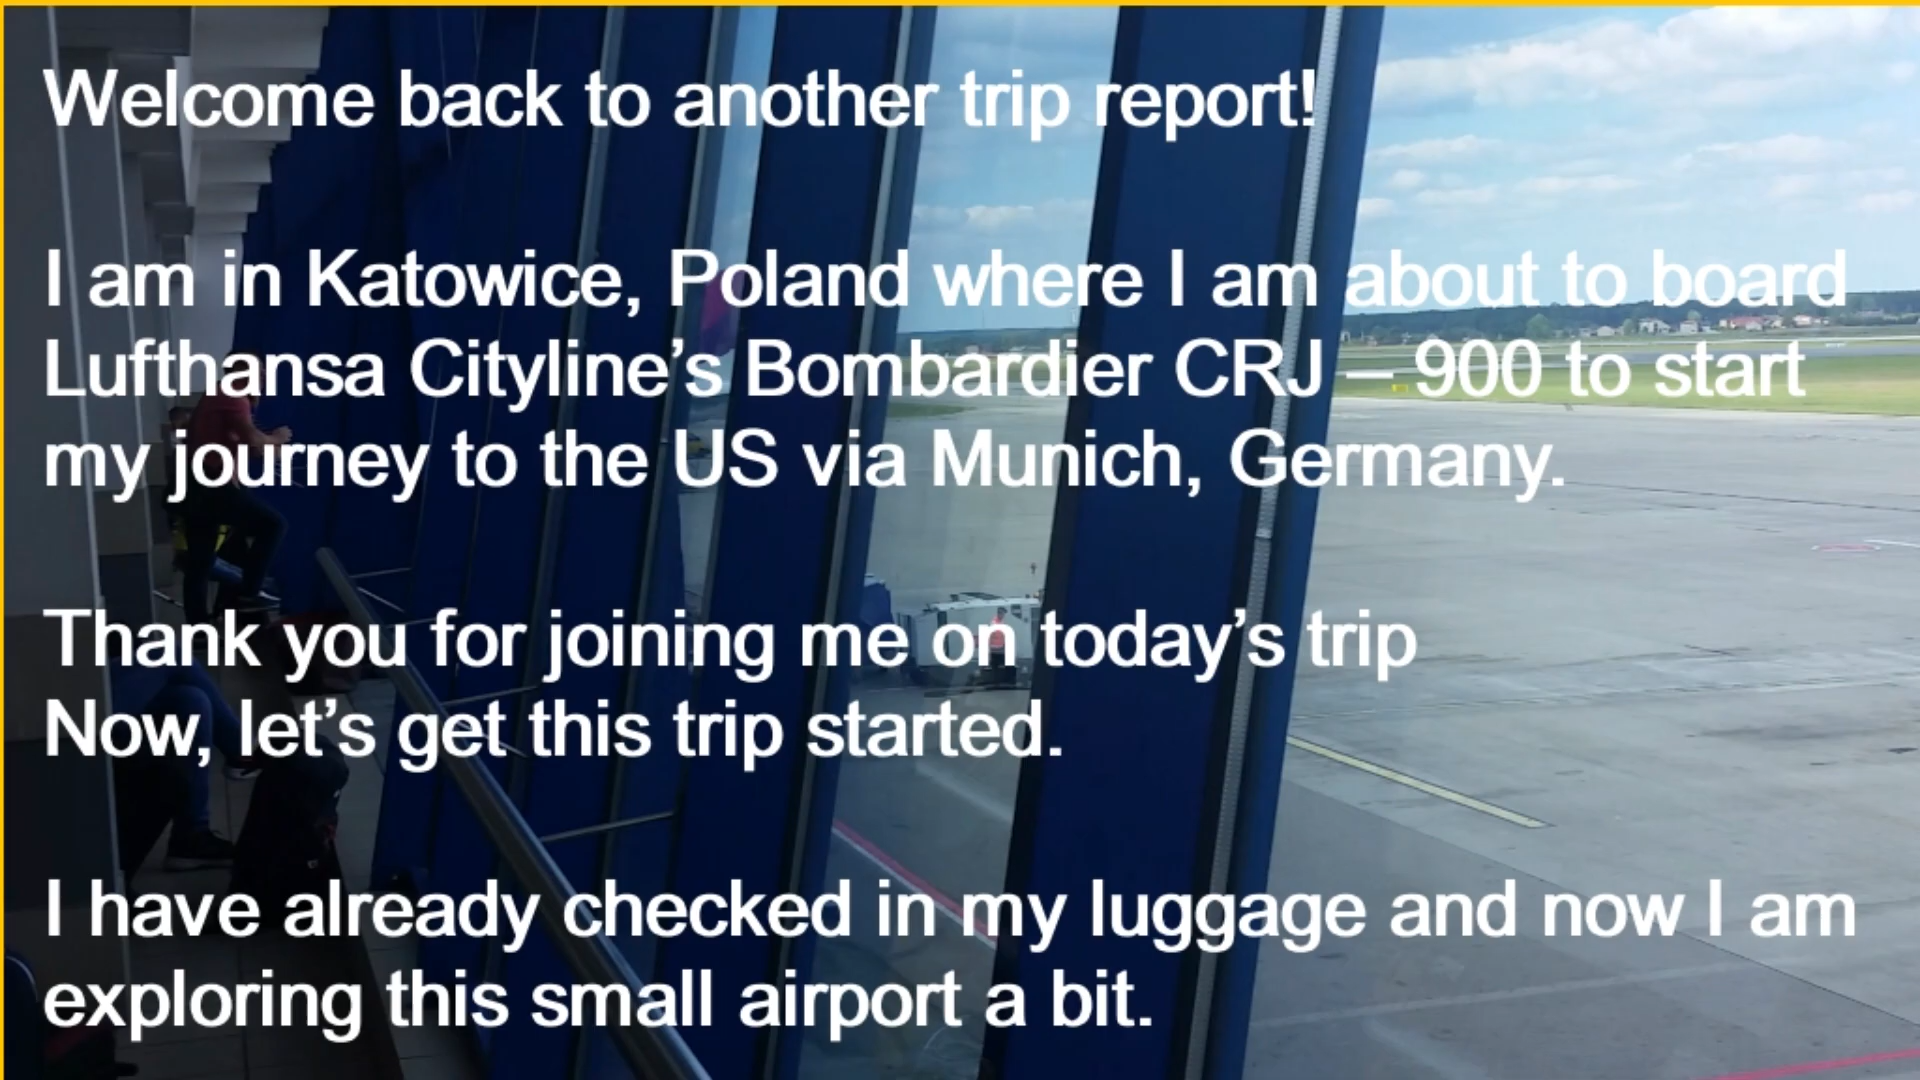 Welcome back to another trip report!
I am in Katowice, Poland where I am about to board
Lufthansa Cityline’s Bombardier CRJ – 900 to start
my journey to the US via Munich, Germany.
Thank you for joining me on today’s trip
Now, let’s get this trip started.
I have already checked in my luggage and now I am
exploring this small airport a bit.